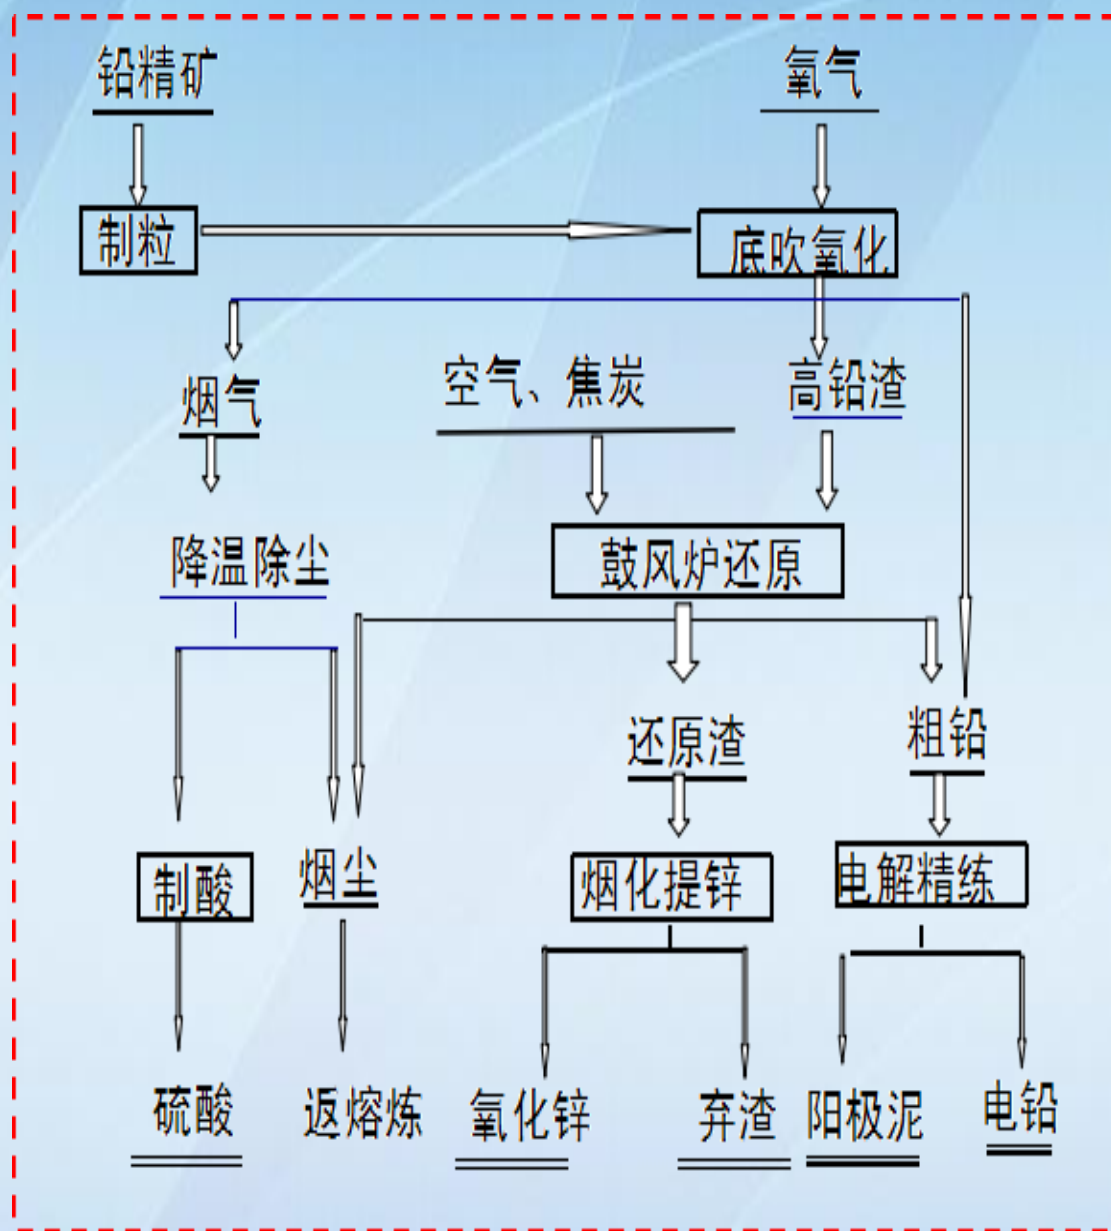 铅精矿
氧气
制粒
底吹氧化
烟气
空气、焦炭
高铅渣
降温除尘
鼓风炉还原
还原渣
粗铅
制酸
烟尘
烟化提锌
电解精练
硫酸
返熔炼
氧化锌
弃渣
阳极泥
电铅